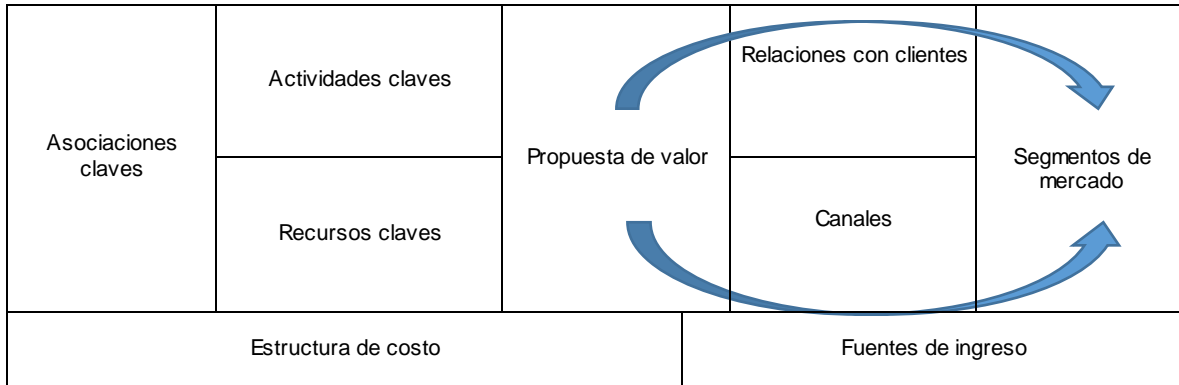 Asociaciones
claves
Actividades claves
Recursos claves
Propuesta de valor
Relaciones con clientes
Canales
Segmentos de
mercado
Estructura de costo
Fuentes de ingreso